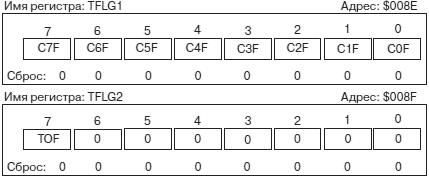 Имя регистра: TFLG1 Адрес: $008E
7 6 5 4 3 2 1 0
C7F C6F C5F C4F C3F C2F C1F C0F
Сброс: 0 0 0 0 0 0 0 0
Имя регистра: TFLG2 Адрес: $008F
7 6 5 4 3 2 1 0
TOF 0 0 0 0 0 0 0
Сброс: 0 0 0 0 0 0 0 0